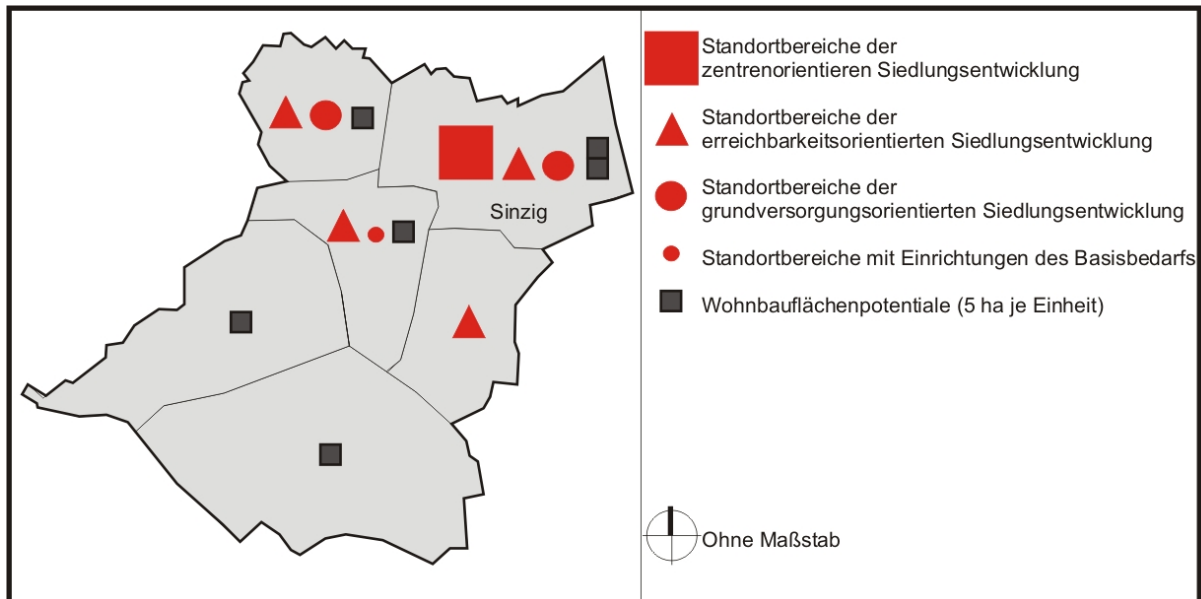 Standortbereiche der
zentrenorientieren Siedlungsentwicklung
Standortbereiche der
erreichbarkeitsorientierten Siedlungsentwicklung
Standortbereiche der
grundversorgungsorientierten Siedlungsentwicklung
Standortbereiche mit Einrichtungen des Basisbedarfs
Wohnbauflächenpotentiale (5 ha je Einheit)
Sinzig
Ohne Maßstab